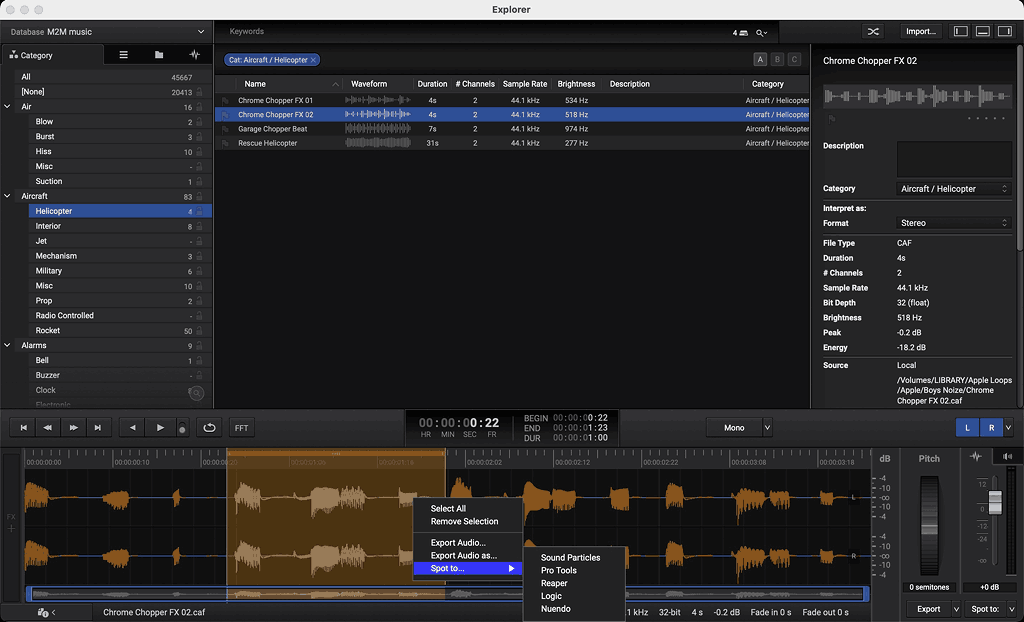 Explorer
Database M2M music
Category
All 45667
[None] 20413
Air 16
Blow 2
Burst 3
Hiss 10
Misc -
Suction 1
Aircraft 83
Helicopter 4
Interior 8
Jet -
Mechanism 3
Military 6
Misc 10
Prop 2
Radio Controlled -
Rocket 50
Alarms 9
Bell 1
Buzzer -
Clock
Electronic
Keywords
4
Import...
Cat: Aircraft / Helicopter ×
A B C
Name Waveform Duration # Channels Sample Rate Brightness Description Category
Chrome Chopper FX 01 4s 2 44.1 kHz 534 Hz Aircraft / Helicopter
Chrome Chopper FX 02 4s 2 44.1 kHz 518 Hz Aircraft / Helicopter
Garage Chopper Beat 7s 2 44.1 kHz 974 Hz Aircraft / Helicopter
Rescue Helicopter 31s 2 44.1 kHz 277 Hz Aircraft / Helicopter
Chrome Chopper FX 02
Description
Category Aircraft / Helicopter
Interpret as:
Format Stereo
File Type CAF
Duration 4s
# Channels 2
Sample Rate 44.1 kHz
Bit Depth 32 (float)
Brightness 518 Hz
Peak -0.2 dB
Energy -18.2 dB
Source Local
/Volumes/LIBRARY/Apple Loops
/Apple/Boys Noize/Chrome
Chopper FX 02.caf
FFT
00:00:00:0:22
HR MIN SEC FR
BEGIN 00:00:00:0:22
END 00:00:00:1:23
DUR 00:00:00:1:00
Mono
L R
00:00:00:00 00:00:00:10 00:00:01:06 00:00:01:16 00:00:02:02 00:00:02:12 00:00:02:22 00:00:03:08 00:00:03:18
FX
+
dB
-4
-10
-∞
-10
-4
L
-4
-10
-∞
-10
-4
R
Pitch
0 semitones
12
0
-12
-24
-∞
+0 dB
Select All
Remove Selection
Export Audio...
Export Audio as...
Spot to...
Sound Particles
Pro Tools
Reaper
Logic
Nuendo
Chrome Chopper FX 02.caf
.1 kHz 32-bit 4 s -0.2 dB Fade in 0 s Fade out 0 s
Export
Spot to: